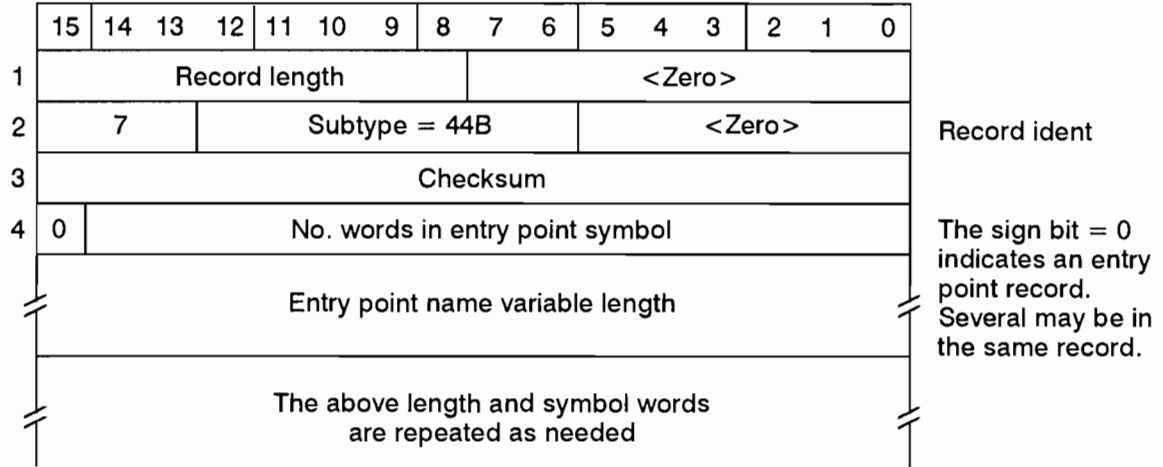 15 14 13 12 11 10 9 8 7 6 5 4 3 2 1 0
1 Record length <Zero>
2 7 Subtype = 44B <Zero> Record ident
3 Checksum
4 0 No. words in entry point symbol The sign bit = 0
indicates an entry
point record.
Several may be in
the same record.
Entry point name variable length
The above length and symbol words
are repeated as needed